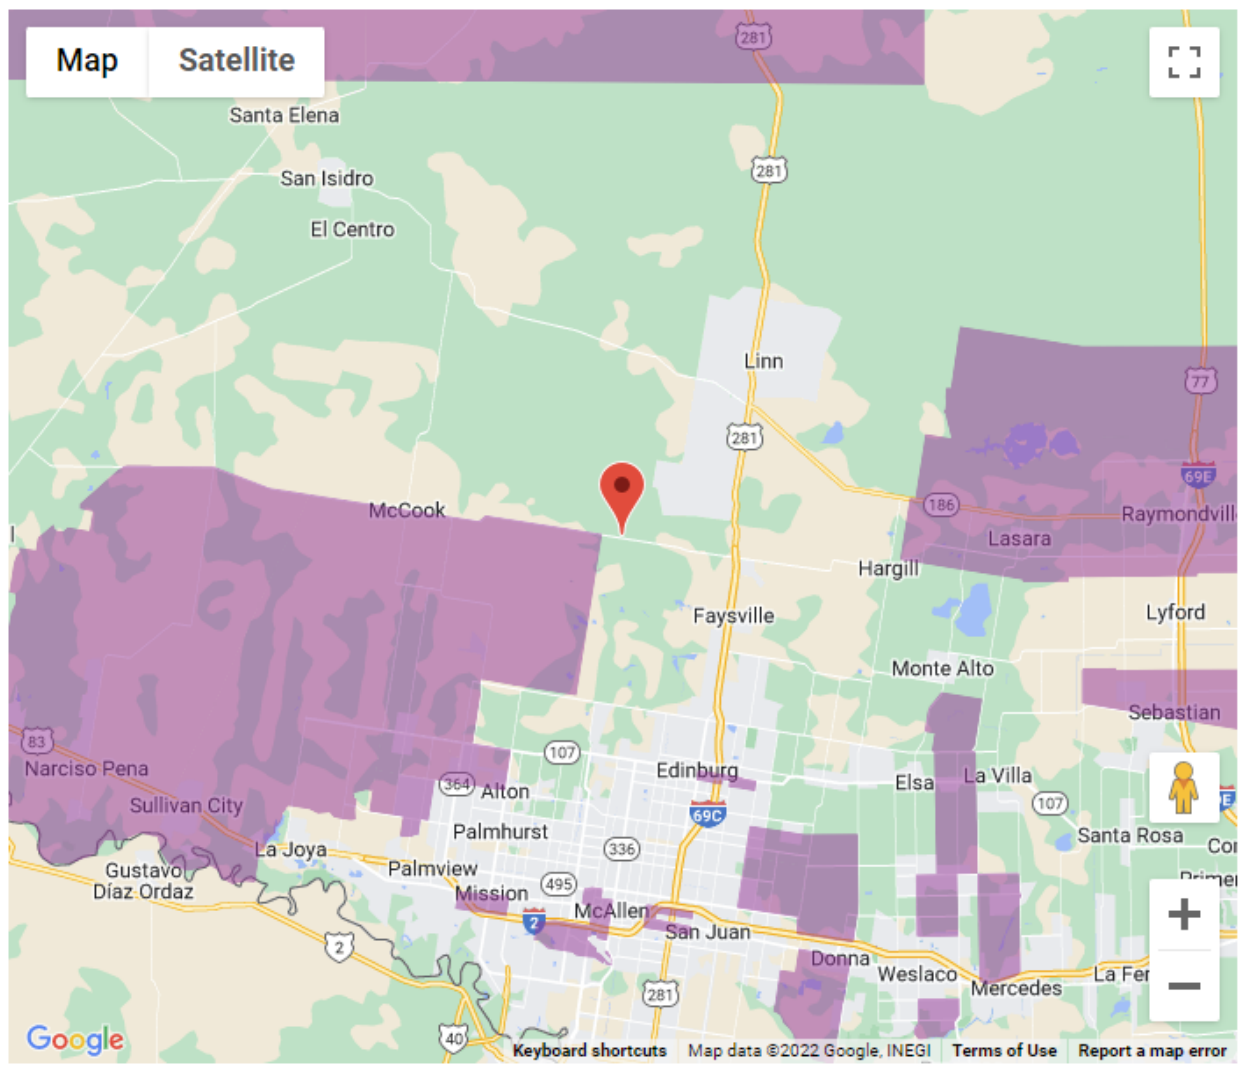 281
Map
Satellite
Santa Elena
281
San Isidro
El Centro
Linn
77
281
69E
186
McCook
Raymondvill
Lasara
Hargill
Lyford
Faysville
Monte Alto
Sebastian
83
107
Narciso Pena
Edinburg
La Villa
364
Alton
Elsa
E
Sullivan City
107
69C
Palmhurst
Santa Rosa
La Joya
336
Gustavo
Díaz Ordaz
Palmview
495
Mission
McAllen
2
San Juan
2
Donna
Weslaco
La Fer
Mercedes
281
Google
40
Keyboard shortcuts
Map data ©2022 Google, INEGI
Terms of Use
Report a map error